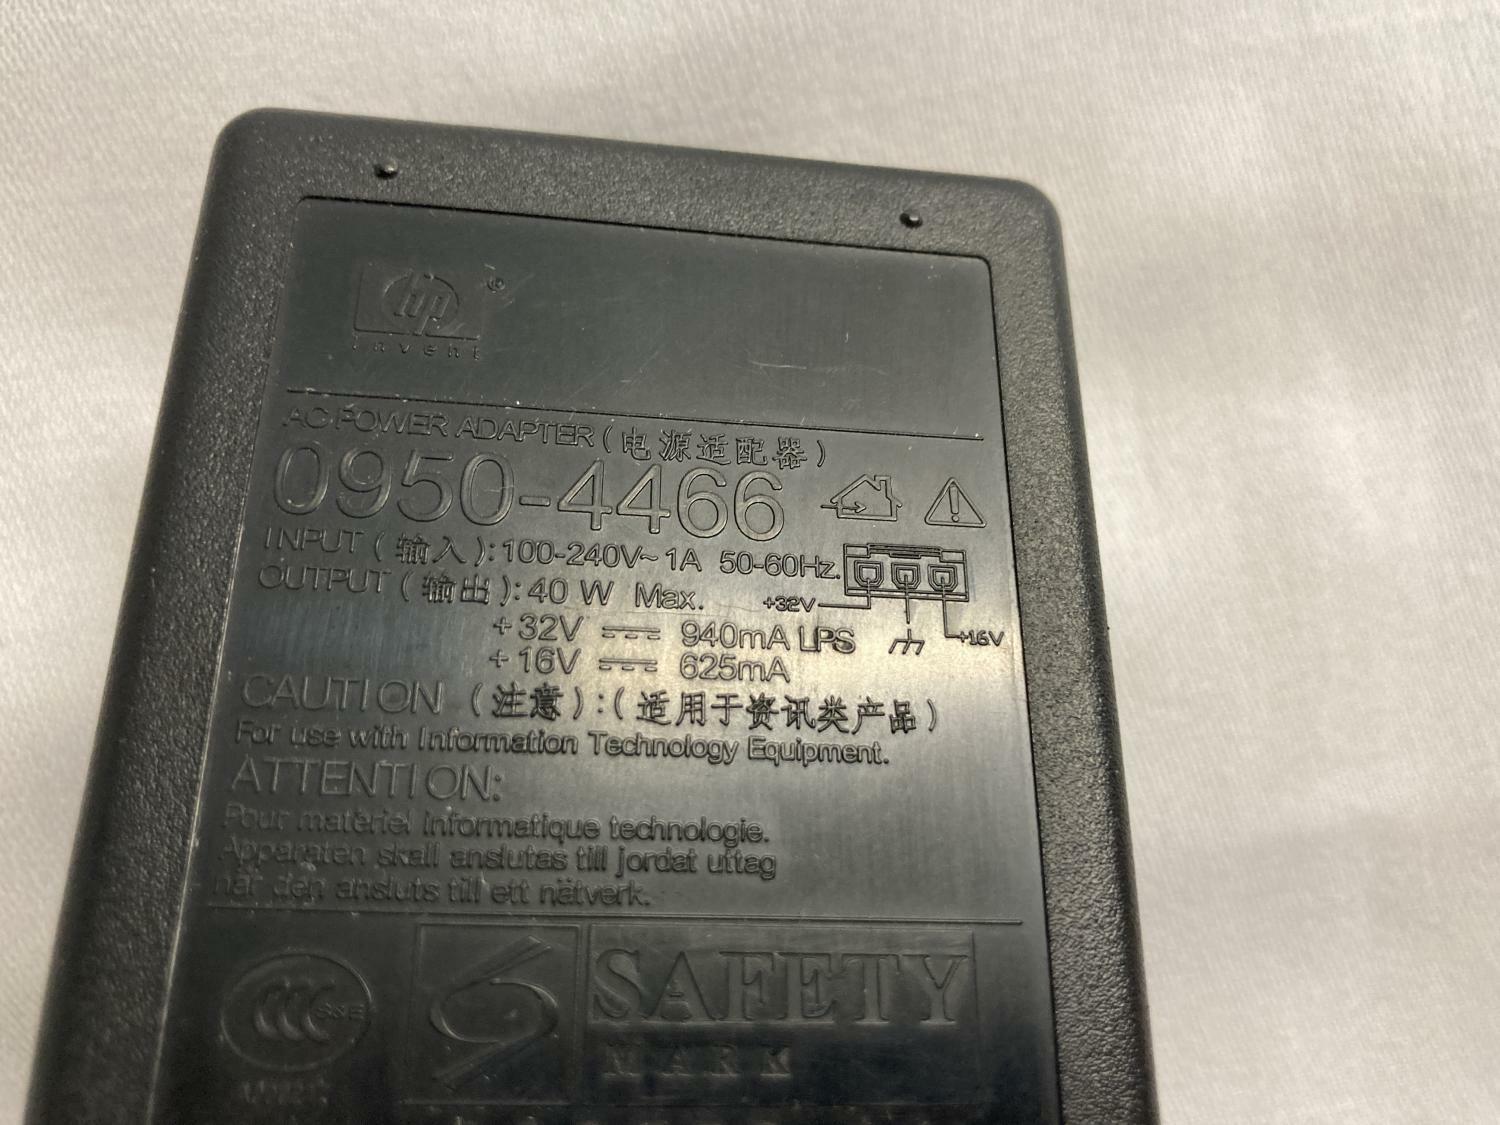 hp ®
invent
AC POWER ADAPTER (电源适配器)
0950-4466
INPUT (输入):100-240V~ 1A 50-60Hz.
OUTPUT (输出):40 W Max.
+32V
+32V 940mA LPS
+16V
+16V 625mA
CAUTION (注意):(适用于资讯类产品)
For use with Information Technology Equipment.
ATTENTION:
Pour matériel informatique technologie.
Apparaten skall anslutas till jordat uttag
när den ansluts till ett nätverk.
CCC S&E
SAFETY
MARK